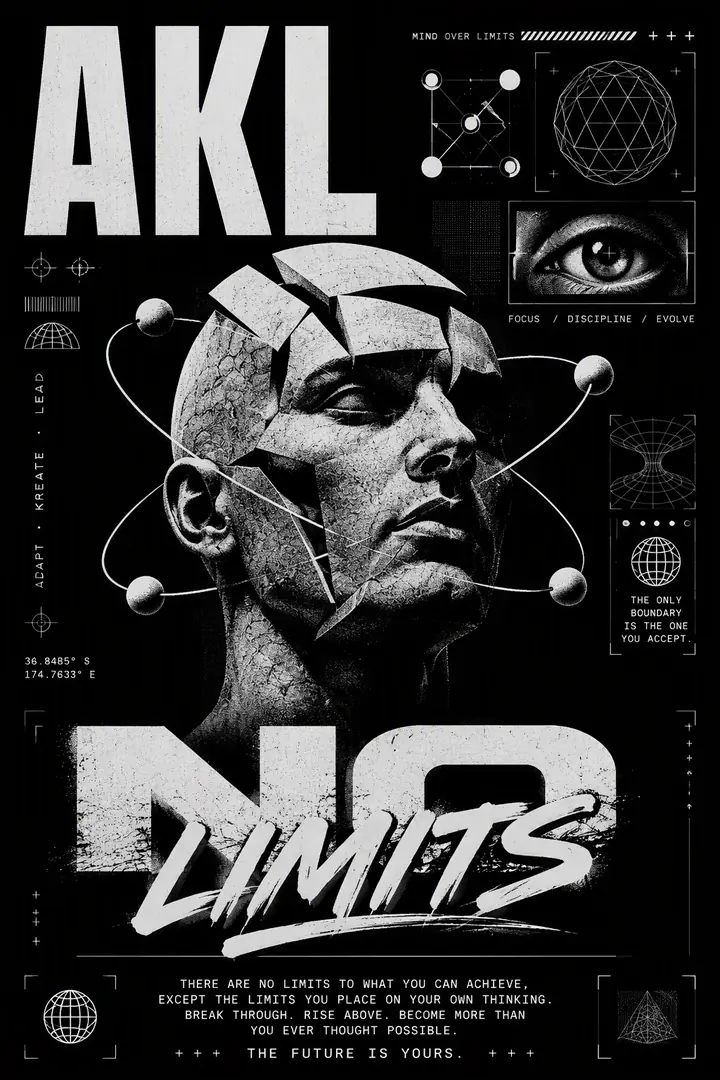 AKL
MIND OVER LIMITS
FOCUS / DISCIPLINE / EVOLVE
ADAPT · KREATE · LEAD
THE ONLY
BOUNDARY
IS THE ONE
YOU ACCEPT.
36.8485° S
174.7633° E
NO
LIMITS
THERE ARE NO LIMITS TO WHAT YOU CAN ACHIEVE,
EXCEPT THE LIMITS YOU PLACE ON YOUR OWN THINKING.
BREAK THROUGH. RISE ABOVE. BECOME MORE THAN
YOU EVER THOUGHT POSSIBLE.
+ + + THE FUTURE IS YOURS. + + +